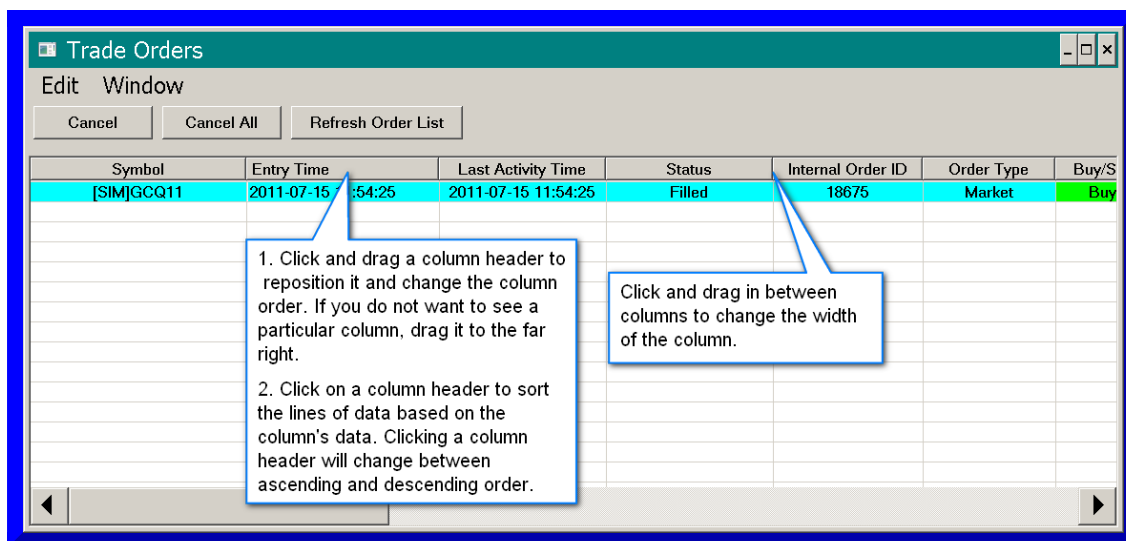 Trade Orders
Edit Window
Cancel Cancel All Refresh Order List
Symbol Entry Time Last Activity Time Status Internal Order ID Order Type Buy/S
[SIM]GCQ11 2011-07-15 :54:25 2011-07-15 11:54:25 Filled 18675 Market Buy
1. Click and drag a column header to
reposition it and change the column
order. If you do not want to see a
particular column, drag it to the far
right.
2. Click on a column header to sort
the lines of data based on the
column's data. Clicking a column
header will change between
ascending and descending order.
Click and drag in between
columns to change the width
of the column.